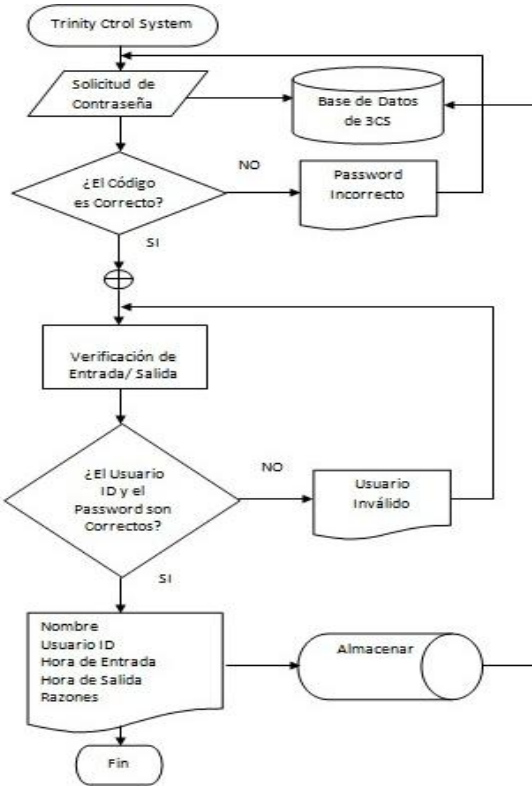 Trinity Ctrol System
Solicitud de
Contraseña
Base de Datos
de 3CS
¿El Código
es Correcto?
NO
Password
Incorrecto
SI
Verificación de
Entrada/ Salida
¿El Usuario
ID y el
Password son
Correctos?
NO
Usuario
Inválido
SI
Nombre
Usuario ID
Hora de Entrada
Hora de Salida
Razones
Almacenar
Fin